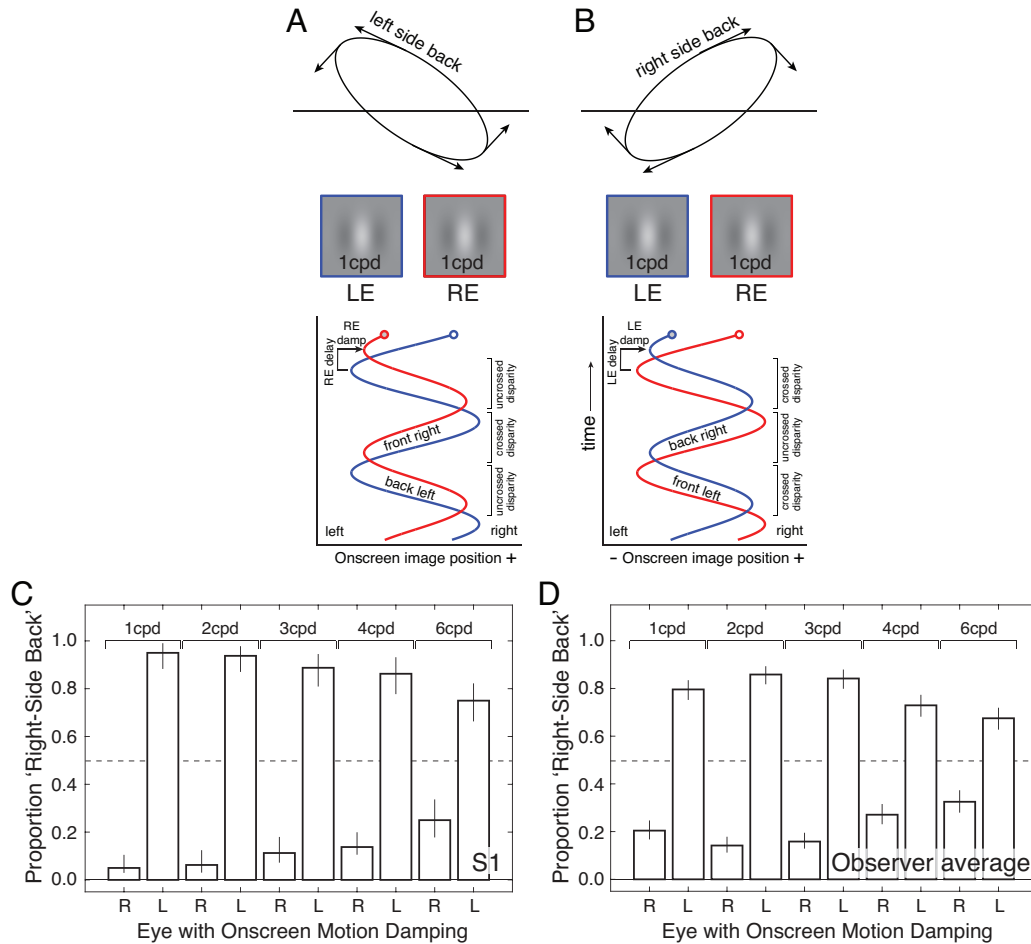 A
left side back
B
right side back
1cpd
1cpd
LE
RE
1cpd
1cpd
LE
RE
RE damp
RE delay
front right
back left
uncrossed disparity
crossed disparity
uncrossed disparity
left
right
Onscreen image position +
time
LE damp
LE delay
back right
front left
crossed disparity
uncrossed disparity
crossed disparity
left
right
– Onscreen image position +
C
Proportion ‘Right-Side Back’
1.0
0.8
0.6
0.4
0.2
0.0
1cpd
2cpd
3cpd
4cpd
6cpd
S1
R L R L R L R L R L
Eye with Onscreen Motion Damping
D
Proportion ‘Right-Side Back’
1.0
0.8
0.6
0.4
0.2
0.0
1cpd
2cpd
3cpd
4cpd
6cpd
Observer average
R L R L R L R L R L
Eye with Onscreen Motion Damping